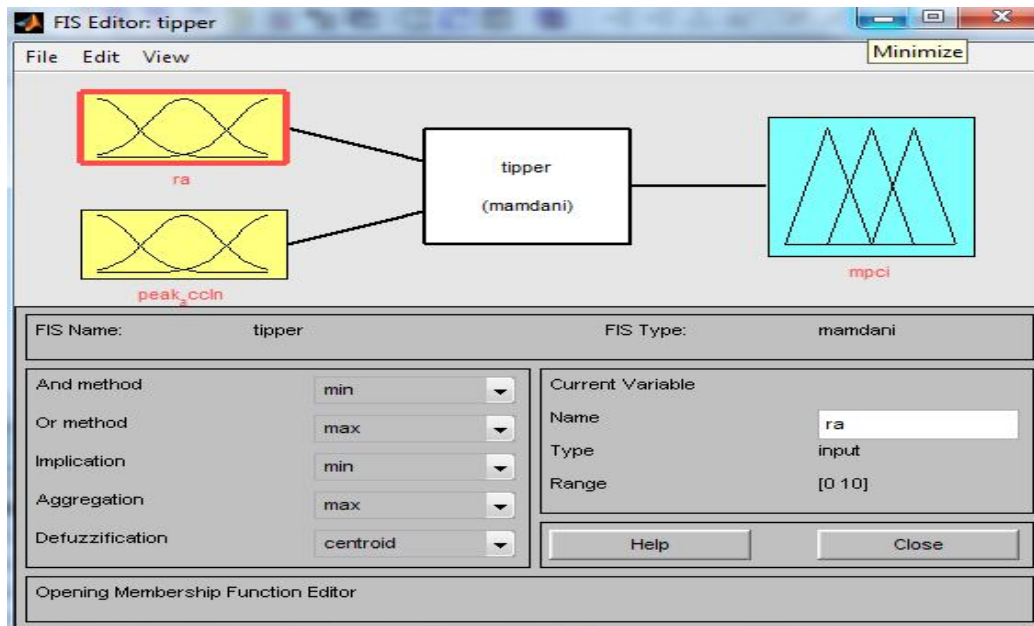 FIS Editor: tipper
Minimize
File Edit View
ra
tipper
(mamdani)
peak_accln
mpci
FIS Name: tipper FIS Type: mamdani
And method min
Or method max
Implication min
Aggregation max
Defuzzification centroid
Current Variable
Name ra
Type input
Range [0 10]
Help Close
Opening Membership Function Editor